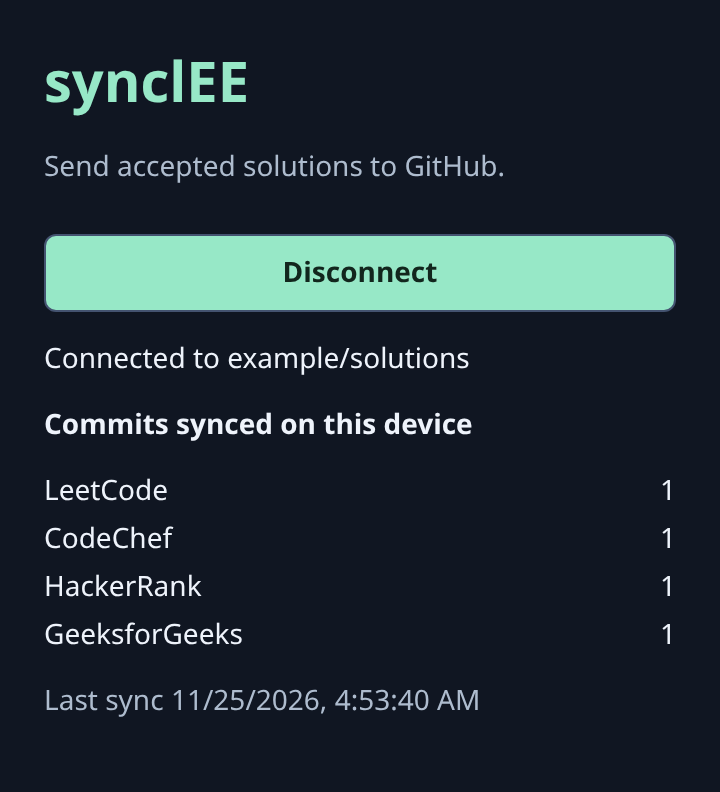 synclEE
Send accepted solutions to GitHub.
Disconnect
Connected to example/solutions
Commits synced on this device
LeetCode 1
CodeChef 1
HackerRank 1
GeeksforGeeks 1
Last sync 11/25/2026, 4:53:40 AM